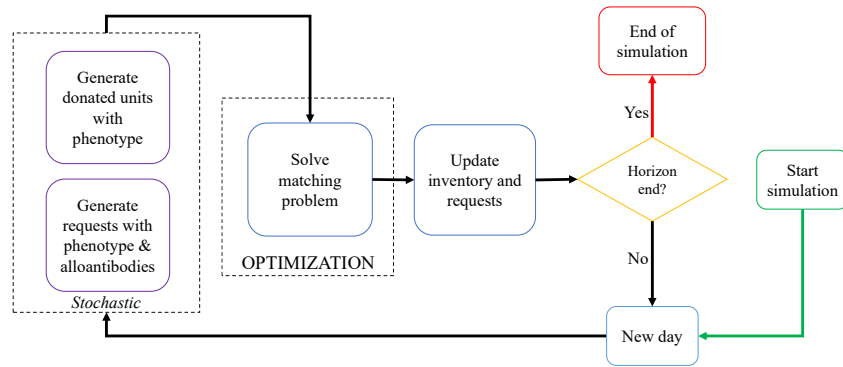 Generate
donated units
with
phenotype
Generate
requests with
phenotype &
alloantibodies
Stochastic
Solve
matching
problem
OPTIMIZATION
Update
inventory and
requests
End of
simulation
Yes
Horizon
end?
No
New day
Start
simulation